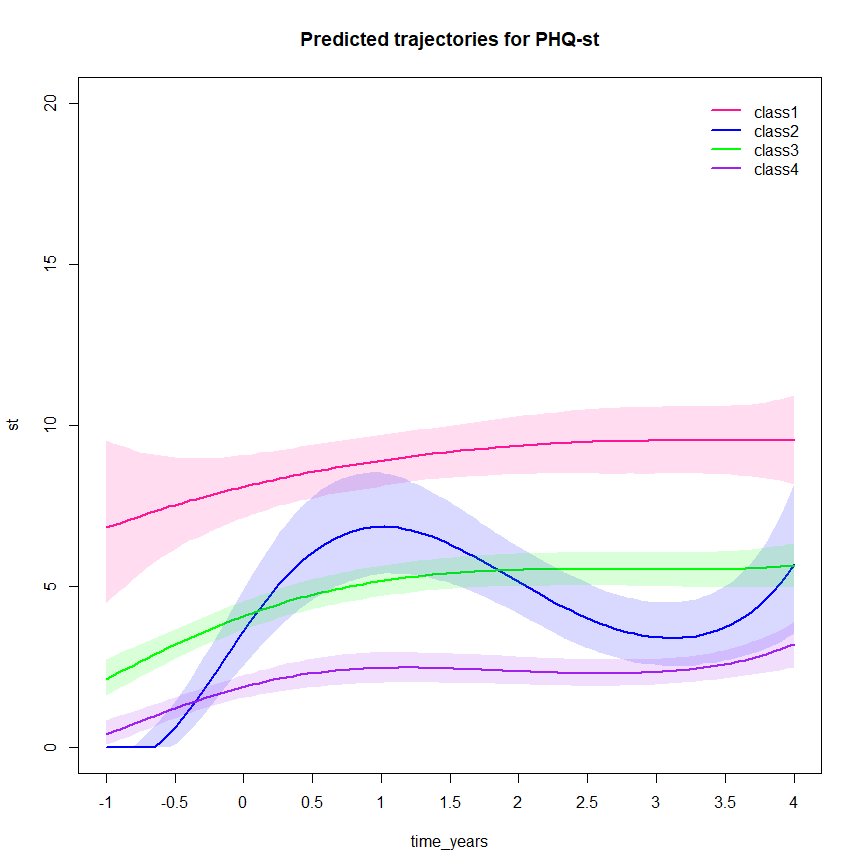 Predicted trajectories for PHQ-st
class1
class2
class3
class4
20
15
10
5
0
st
-1 -0.5 0 0.5 1 1.5 2 2.5 3 3.5 4
time_years